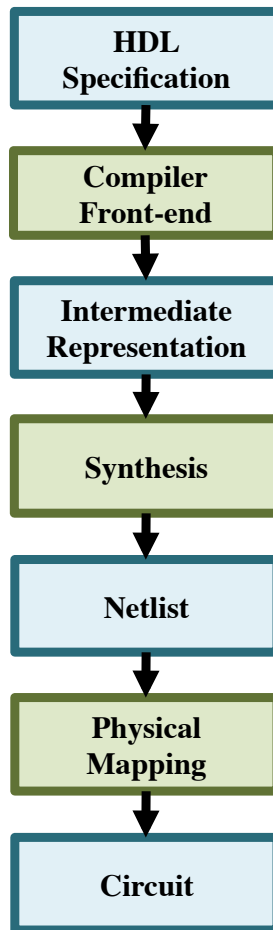 HDL
Specification
Compiler
Front-end
Intermediate
Representation
Synthesis
Netlist
Physical
Mapping
Circuit